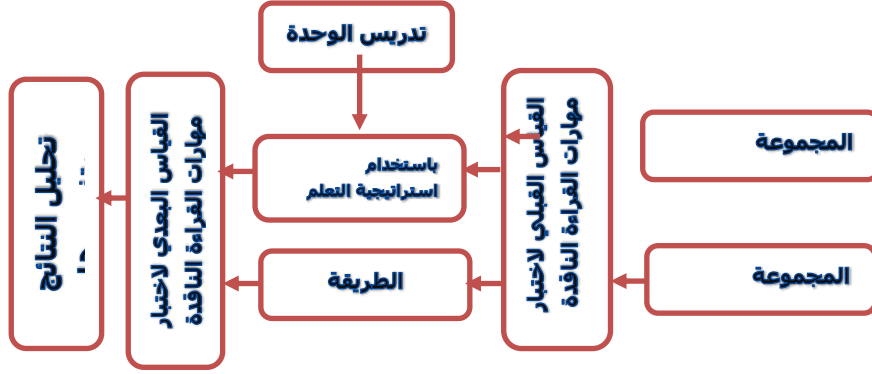 تدريس الوحدة
المجموعة
المجموعة
القياس القبلي لاختبار
مهارات القراءة الناقدة
باستخدام
استراتيجية التعلم
الطريقة
القياس البعدي لاختبار
مهارات القراءة الناقدة
تحليل النتائج